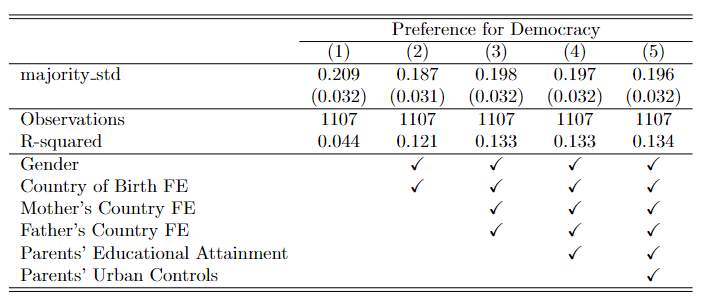 Preference for Democracy
(1) (2) (3) (4) (5)
majority_std 0.209 0.187 0.198 0.197 0.196
(0.032) (0.031) (0.032) (0.032) (0.032)
Observations 1107 1107 1107 1107 1107
R-squared 0.044 0.121 0.133 0.133 0.134
Gender ✓ ✓ ✓ ✓
Country of Birth FE ✓ ✓ ✓ ✓
Mother's Country FE ✓ ✓ ✓
Father's Country FE ✓ ✓ ✓
Parents' Educational Attainment ✓ ✓
Parents' Urban Controls ✓